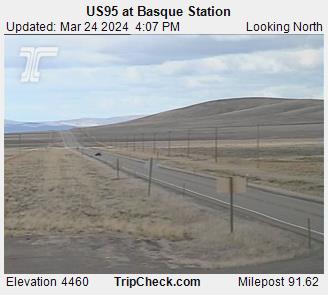 US95 at Basque Station
Updated: Mar 24 2024  4:07 PM Looking North
Elevation 4460 TripCheck.com Milepost 91.62